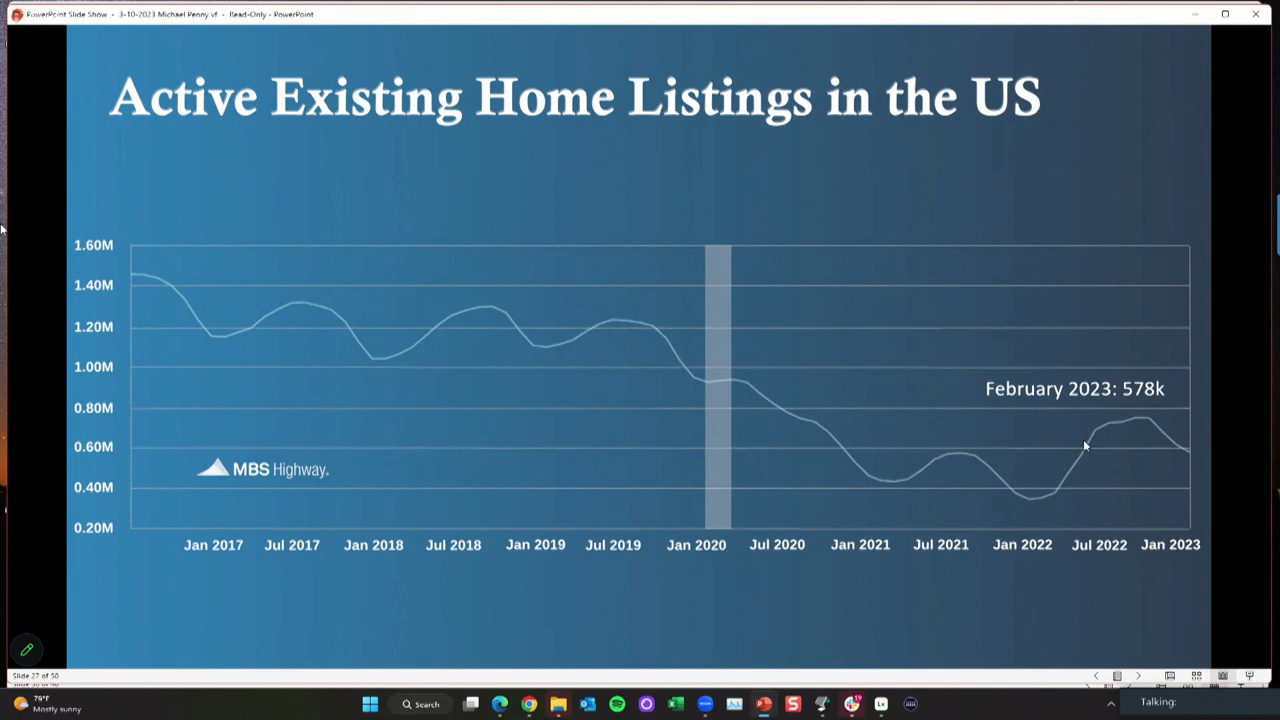 PowerPoint Slide Show - 3-10-2023 Michael Penny vf - Read-Only - PowerPoint
Active Existing Home Listings in the US
1.60M
1.40M
1.20M
1.00M
0.80M
0.60M
0.40M
0.20M
February 2023: 578k
MBS Highway
Jan 2017 Jul 2017 Jan 2018 Jul 2018 Jan 2019 Jul 2019 Jan 2020 Jul 2020 Jan 2021 Jul 2021 Jan 2022 Jul 2022 Jan 2023
Slide 27 of 50
79°F
Mostly sunny
Search
19
Talking: